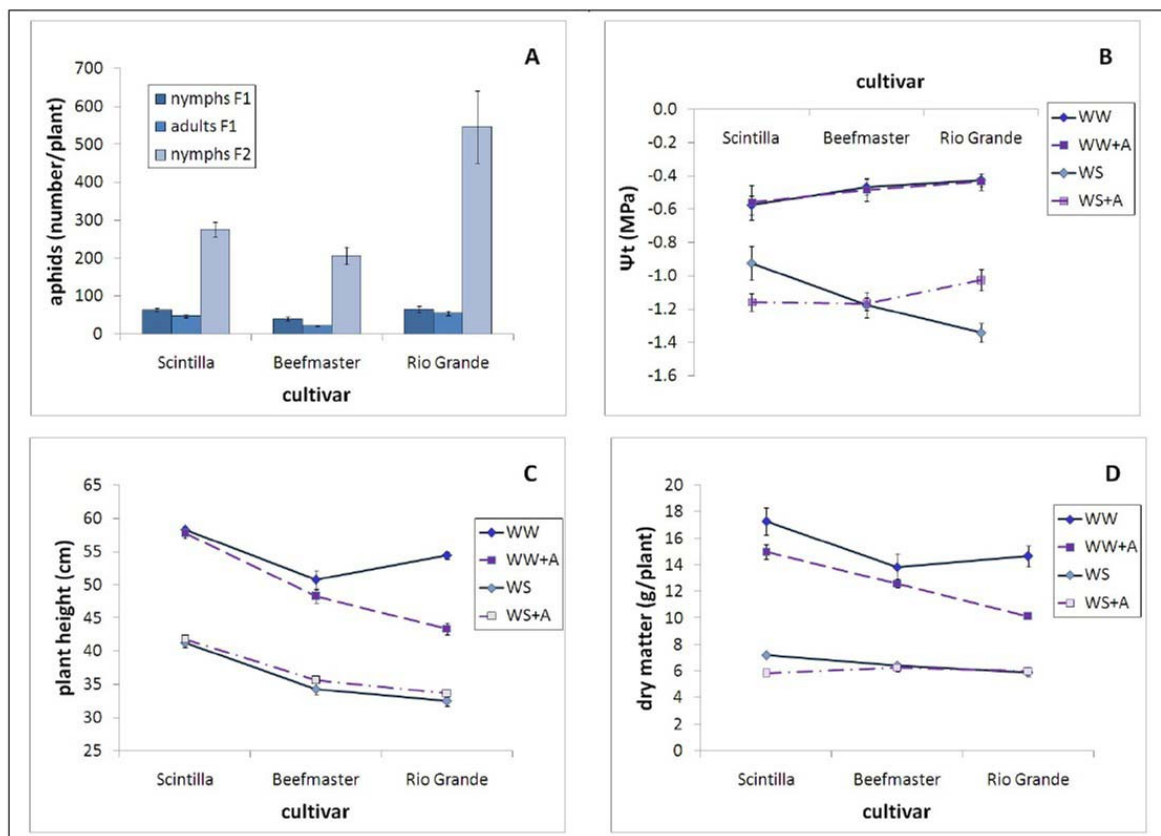 A
aphids (number/plant)
700
600
500
400
300
200
100
0
nymphs F1
adults F1
nymphs F2
Scintilla Beefmaster Rio Grande
cultivar
B
cultivar
Ψt (MPa)
0.0
-0.2
-0.4
-0.6
-0.8
-1.0
-1.2
-1.4
-1.6
Scintilla Beefmaster Rio Grande
WW
WW+A
WS
WS+A
C
plant height (cm)
65
60
55
50
45
40
35
30
25
WW
WW+A
WS
WS+A
Scintilla Beefmaster Rio Grande
cultivar
D
dry matter (g/plant)
20
18
16
14
12
10
8
6
4
2
0
WW
WW+A
WS
WS+A
Scintilla Beefmaster Rio Grande
cultivar